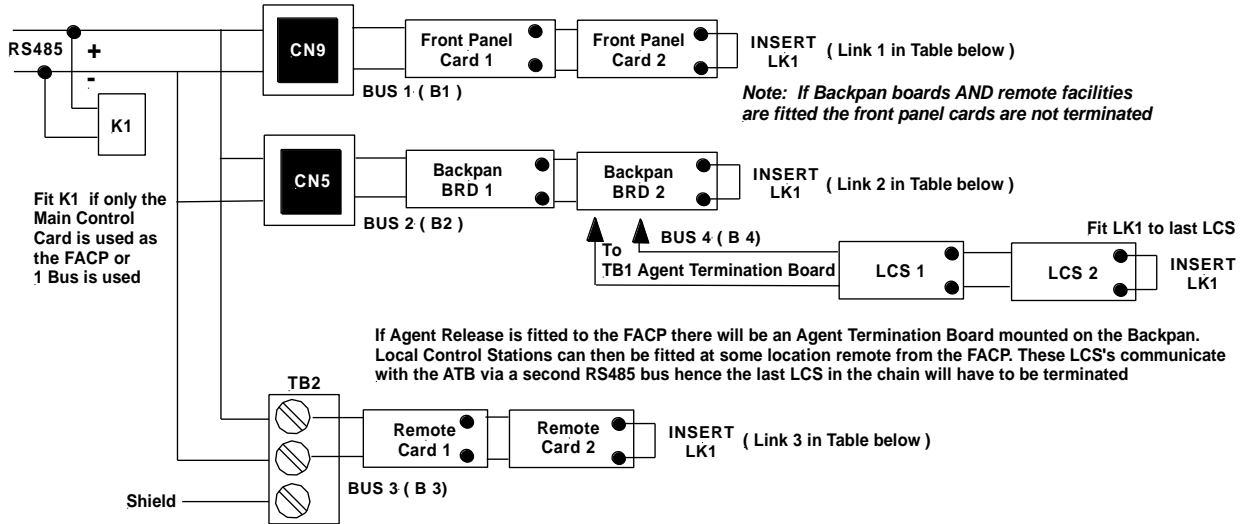 RS485
+
-
K1
CN9
BUS 1 ( B1 )
Front Panel
Card 1
Front Panel
Card 2
INSERT
LK1
( Link 1 in Table below )
Note: If Backpan boards AND remote facilities
are fitted the front panel cards are not terminated
Fit K1 if only the
Main Control
Card is used as
the FACP or
1 Bus is used
CN5
BUS 2 ( B2 )
Backpan
BRD 1
Backpan
BRD 2
INSERT
LK1
( Link 2 in Table below )
To
TB1 Agent Termination Board
BUS 4 ( B 4)
LCS 1
LCS 2
Fit LK1 to last LCS
INSERT
LK1
If Agent Release is fitted to the FACP there will be an Agent Termination Board mounted on the Backpan.
Local Control Stations can then be fitted at some location remote from the FACP. These LCS's communicate
with the ATB via a second RS485 bus hence the last LCS in the chain will have to be terminated
TB2
Remote
Card 1
Remote
Card 2
INSERT
LK1
( Link 3 in Table below )
BUS 3 ( B 3)
Shield